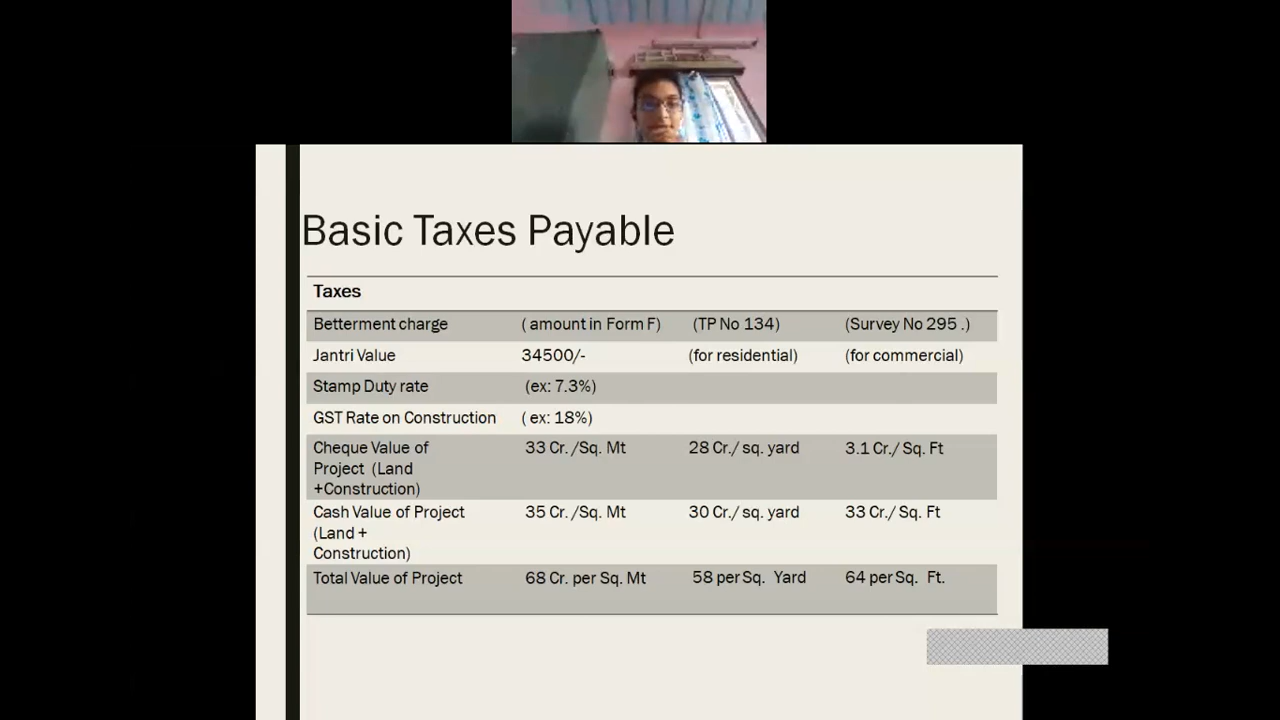 Basic Taxes Payable
Taxes
Betterment charge ( amount in Form F) (TP No 134) (Survey No 295 .)
Jantri Value 34500/- (for residential) (for commercial)
Stamp Duty rate (ex: 7.3%)
GST Rate on Construction ( ex: 18%)
Cheque Value of 33 Cr. /Sq. Mt 28 Cr./ sq. yard 3.1 Cr./ Sq. Ft
Project (Land
+Construction)
Cash Value of Project 35 Cr. /Sq. Mt 30 Cr./ sq. yard 33 Cr./ Sq. Ft
(Land +
Construction)
Total Value of Project 68 Cr. per Sq. Mt 58 per Sq. Yard 64 per Sq. Ft.